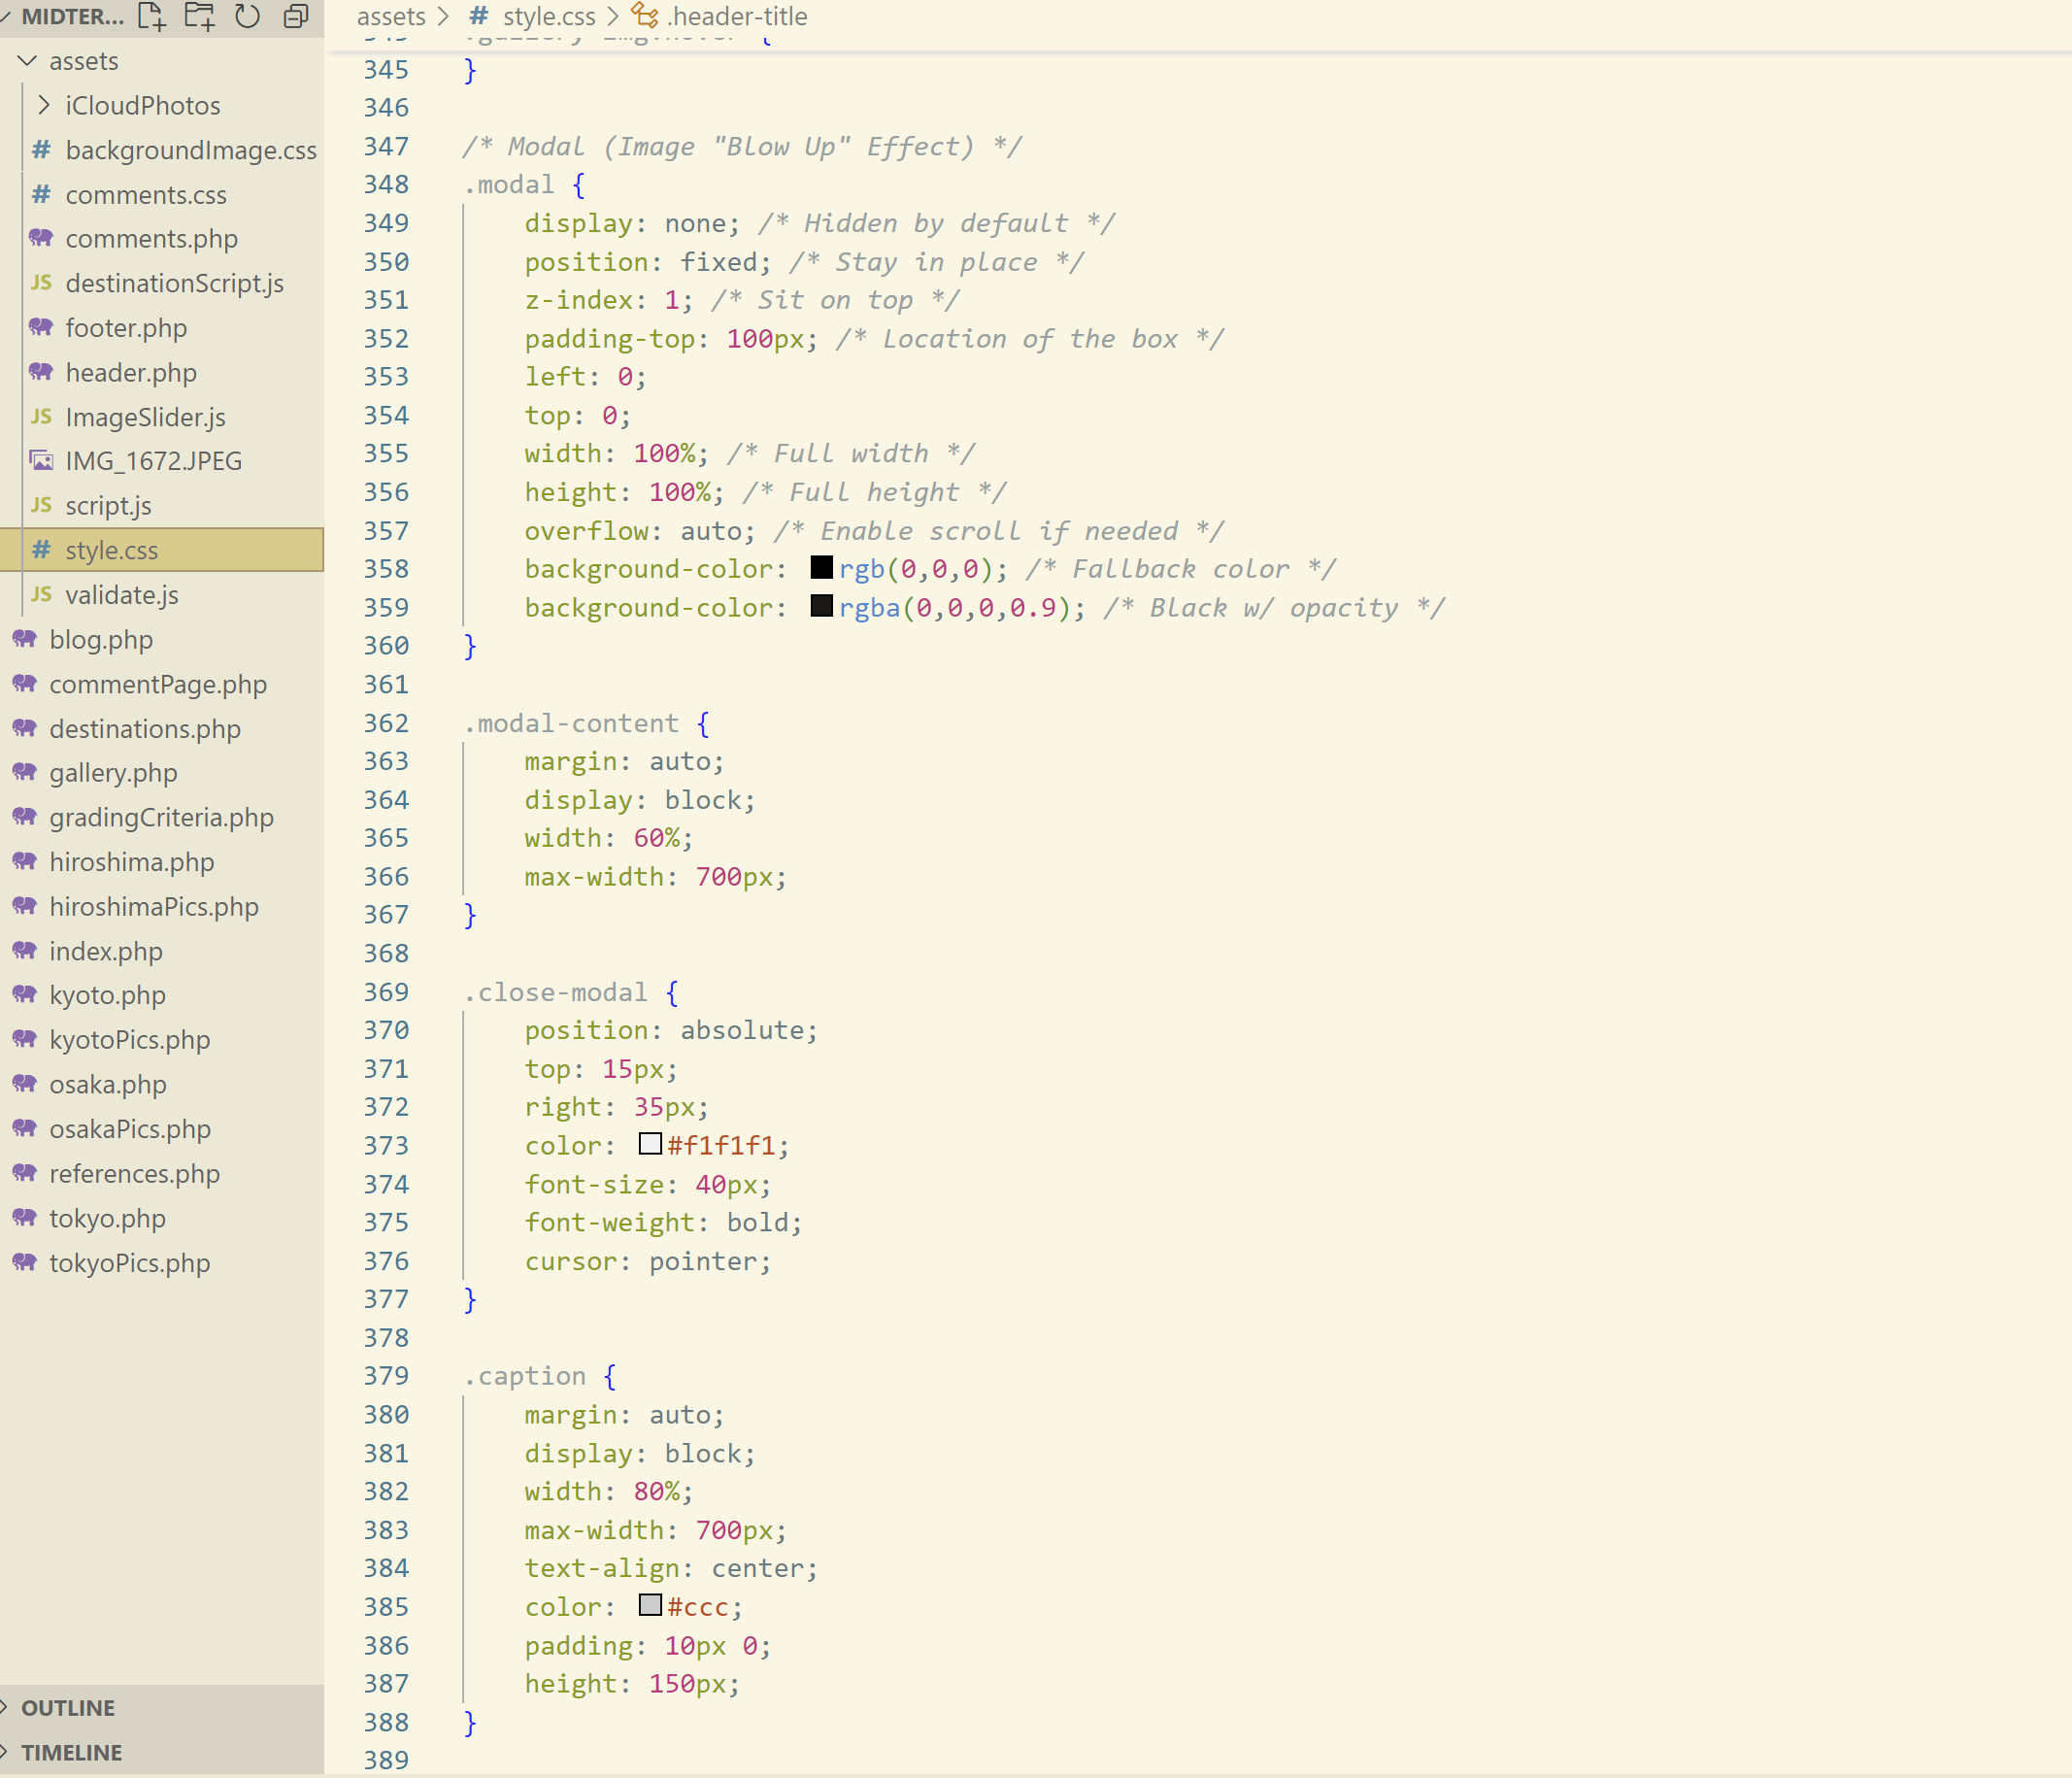 MIDTER...
assets
iCloudPhotos
backgroundImage.css
comments.css
comments.php
destinationScript.js
footer.php
header.php
ImageSlider.js
IMG_1672.JPEG
script.js
style.css
validate.js
blog.php
commentPage.php
destinations.php
gallery.php
gradingCriteria.php
hiroshima.php
hiroshimaPics.php
index.php
kyoto.php
kyotoPics.php
osaka.php
osakaPics.php
references.php
tokyo.php
tokyoPics.php
OUTLINE
TIMELINE
assets > # style.css > .header-title
345 }
346
347 /* Modal (Image "Blow Up" Effect) */
348 .modal {
349 display: none; /* Hidden by default */
350 position: fixed; /* Stay in place */
351 z-index: 1; /* Sit on top */
352 padding-top: 100px; /* Location of the box */
353 left: 0;
354 top: 0;
355 width: 100%; /* Full width */
356 height: 100%; /* Full height */
357 overflow: auto; /* Enable scroll if needed */
358 background-color: rgb(0,0,0); /* Fallback color */
359 background-color: rgba(0,0,0,0.9); /* Black w/ opacity */
360 }
361
362 .modal-content {
363 margin: auto;
364 display: block;
365 width: 60%;
366 max-width: 700px;
367 }
368
369 .close-modal {
370 position: absolute;
371 top: 15px;
372 right: 35px;
373 color: #f1f1f1;
374 font-size: 40px;
375 font-weight: bold;
376 cursor: pointer;
377 }
378
379 .caption {
380 margin: auto;
381 display: block;
382 width: 80%;
383 max-width: 700px;
384 text-align: center;
385 color: #ccc;
386 padding: 10px 0;
387 height: 150px;
388 }
389